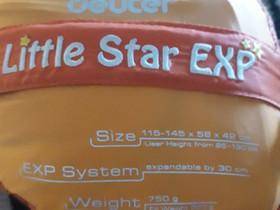 deuter
Little Star EXP
Size 115-145 x 58 x 42 cm
User Height from 85-130 cm
EXP System expandable by 30 cm
Weight 750 g